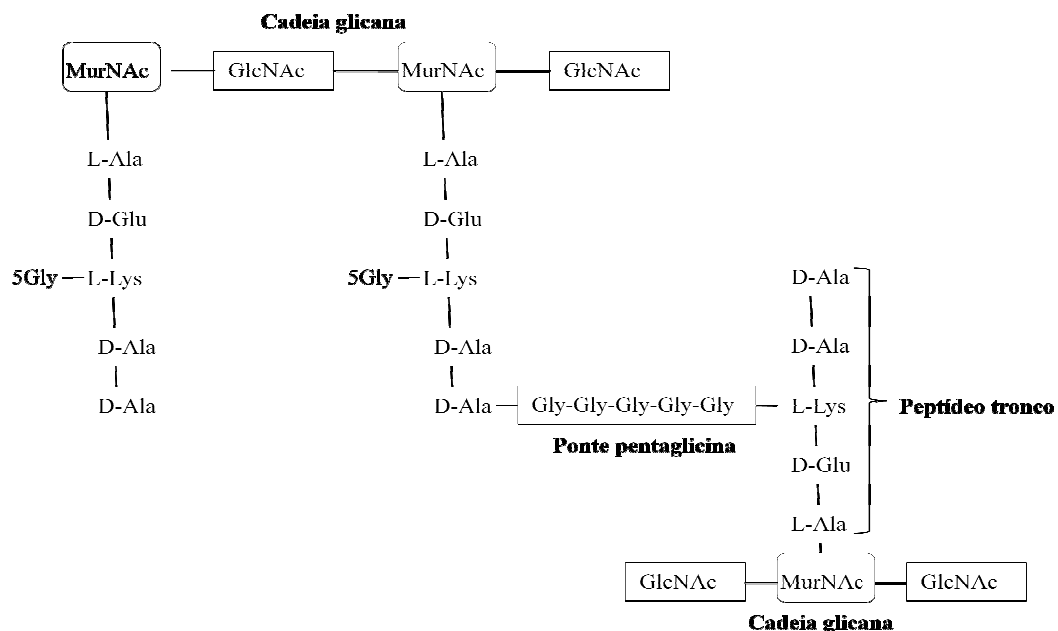 Cadeia glicana
MurNAc GlcNAc MurNAc GlcNAc
L-Ala L-Ala
D-Glu D-Glu
5Gly L-Lys 5Gly L-Lys D-Ala
D-Ala D-Ala D-Ala
D-Ala D-Ala Gly-Gly-Gly-Gly-Gly L-Lys Peptídeo tronco
Ponte pentaglicina
D-Glu
L-Ala
GlcNAc MurNAc GlcNAc
Cadeia glicana